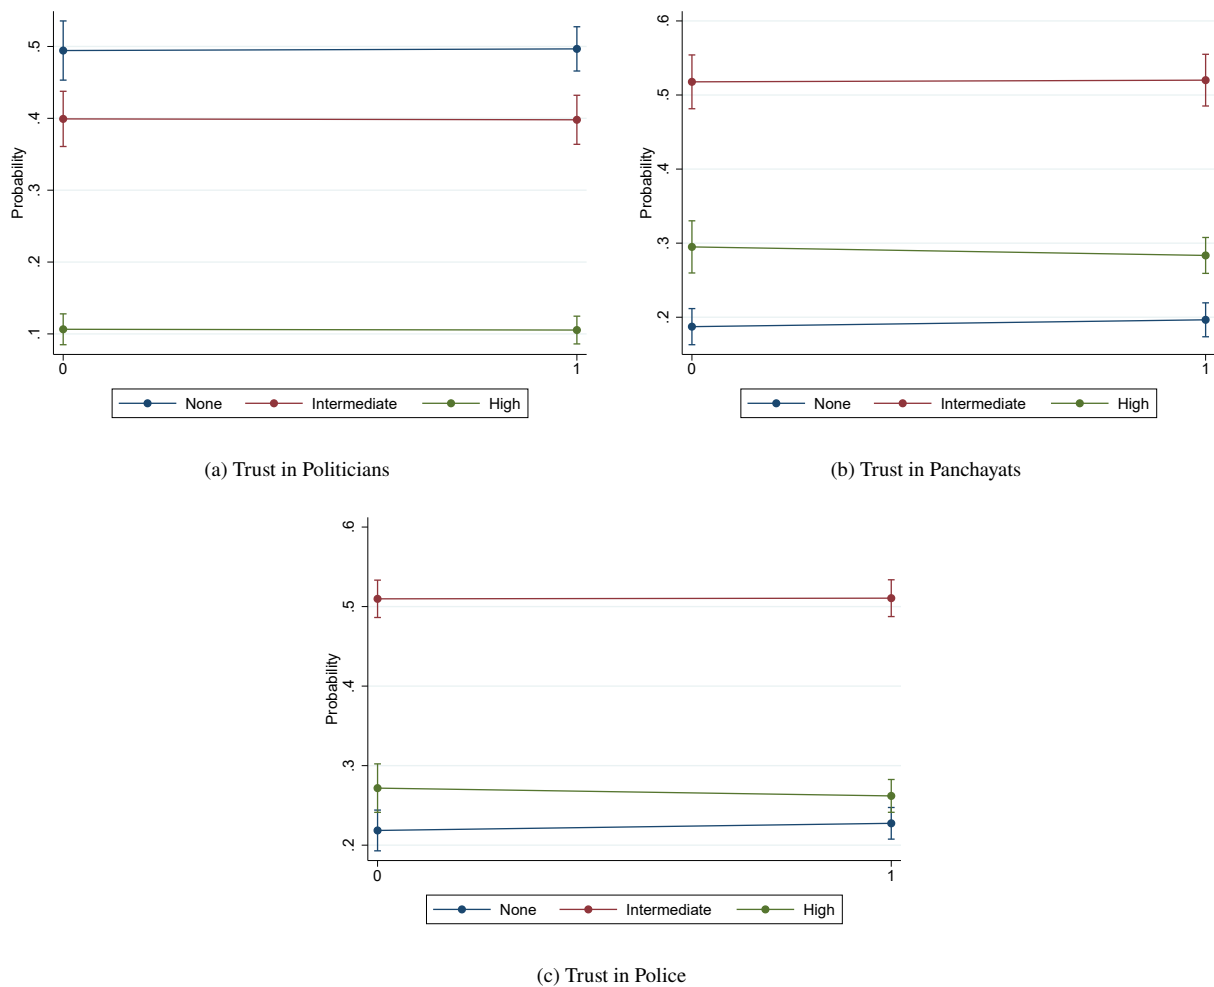 .5
.4
.3
.2
.1
Probability
0 1
None Intermediate High
(a) Trust in Politicians
.6
.5
.4
.3
.2
Probability
0 1
None Intermediate High
(b) Trust in Panchayats
.6
.5
.4
.3
.2
Probability
0 1
None Intermediate High
(c) Trust in Police